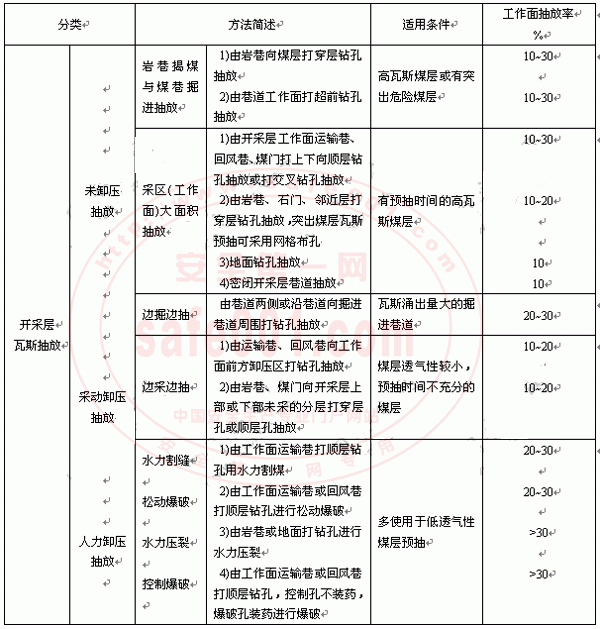 分类 方法简述 适用条件 工作面抽放率
%
开采层
瓦斯抽放
未卸压
抽放
岩巷揭煤
与煤巷掘
进抽放
1)由岩巷向煤层打穿层钻孔
抽放
2)由巷道工作面打超前钻孔
抽放
高瓦斯煤层或有突
出危险煤层
10~30
10~30
采区(工作
面)大面积
抽放
1)由开采层工作面运输巷、
回风巷、煤门打上下向顺层钻
孔抽放或打交叉钻孔抽放
2)由岩巷、石门、邻近层打
穿层钻孔抽放,突出煤层瓦斯
预抽可采用网格布孔
3)地面钻孔抽放
4)密闭开采层巷道抽放
有预抽时间的高瓦
斯煤层
10~30
10~20
10
10
采动卸压
抽放
边掘边抽
由巷道两侧或沿巷道向掘进
巷道周围打钻孔抽放
瓦斯涌出量大的掘
进巷道
20~30
边采边抽
1)由运输巷、回风巷向工作
面前方卸压区打钻孔抽放
2)由岩巷、煤门向开采层上
部或下部未采的分层打穿层
孔或顺层孔抽放
煤层透气性较小,
预抽时间不充分的
煤层
10~20
10~20
人力卸压
抽放
水力割缝
松动爆破
水力压裂
控制爆破
1)由工作面运输巷打顺层钻
孔用水力割煤
2)由工作面运输巷或回风巷
打顺层钻孔进行松动爆破
3)由岩巷或地面打钻孔进行
水力压裂
4)由工作面运输巷或回风巷
打顺层钻孔,控制孔不装药,
爆破孔装药进行爆破
多使用于低透气性
煤层预抽
20~30
20~30
>30
>30
安全第一网
safe001.com